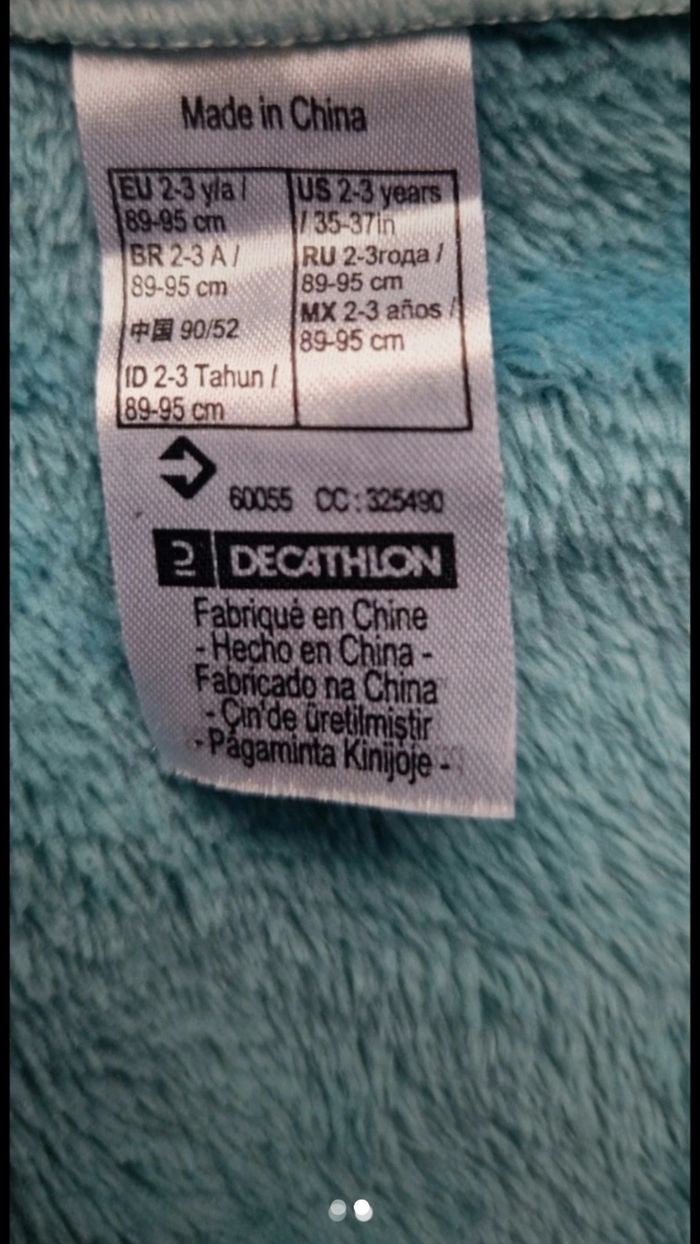 Made in China
EU 2-3 y/a /
89-95 cm
BR 2-3 A /
89-95 cm
中国 90/52
ID 2-3 Tahun /
89-95 cm
US 2-3 years
/ 35-37in
RU 2-3года /
89-95 cm
MX 2-3 años /
89-95 cm
60055 CC : 325490
DECATHLON
Fabriqué en Chine
- Hecho en China -
Fabricado na China
- Çin'de üretilmiştir
- Pagaminta Kinijoje -